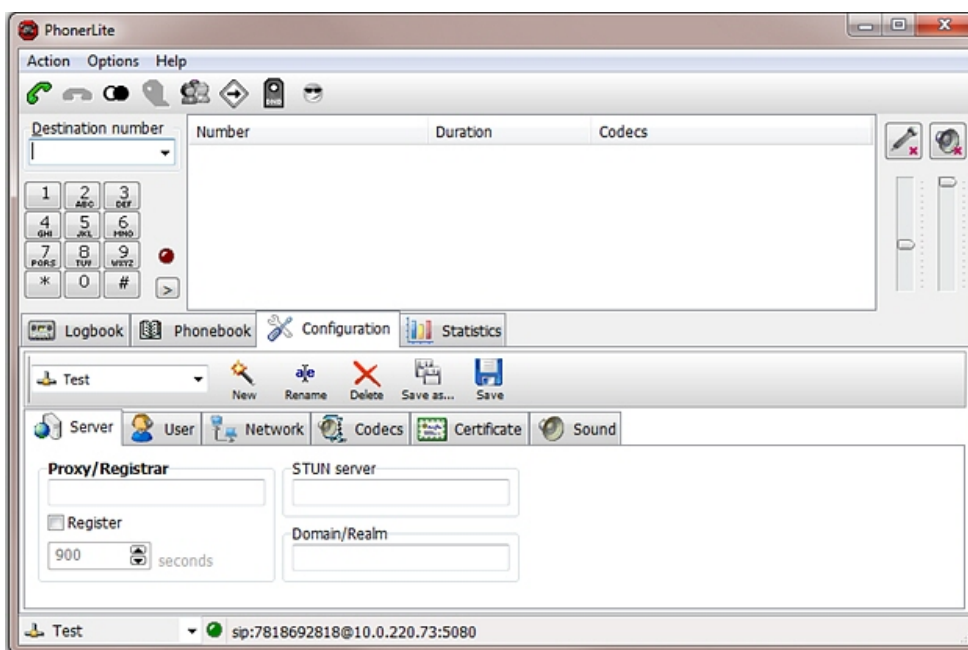 PhonerLite
Action Options Help
DND
Destination number
Number Duration Codecs
1 2 ABC 3 DEF
4 GHI 5 JKL 6 MNO
7 PQRS 8 TUV 9 WXYZ
* 0 # >
Logbook Phonebook Configuration Statistics
Test New Rename Delete Save as... Save
Server User Network Codecs Certificate Sound
Proxy/Registrar STUN server
Register
Domain/Realm
900 seconds
Test sip:7818692818@10.0.220.73:5080